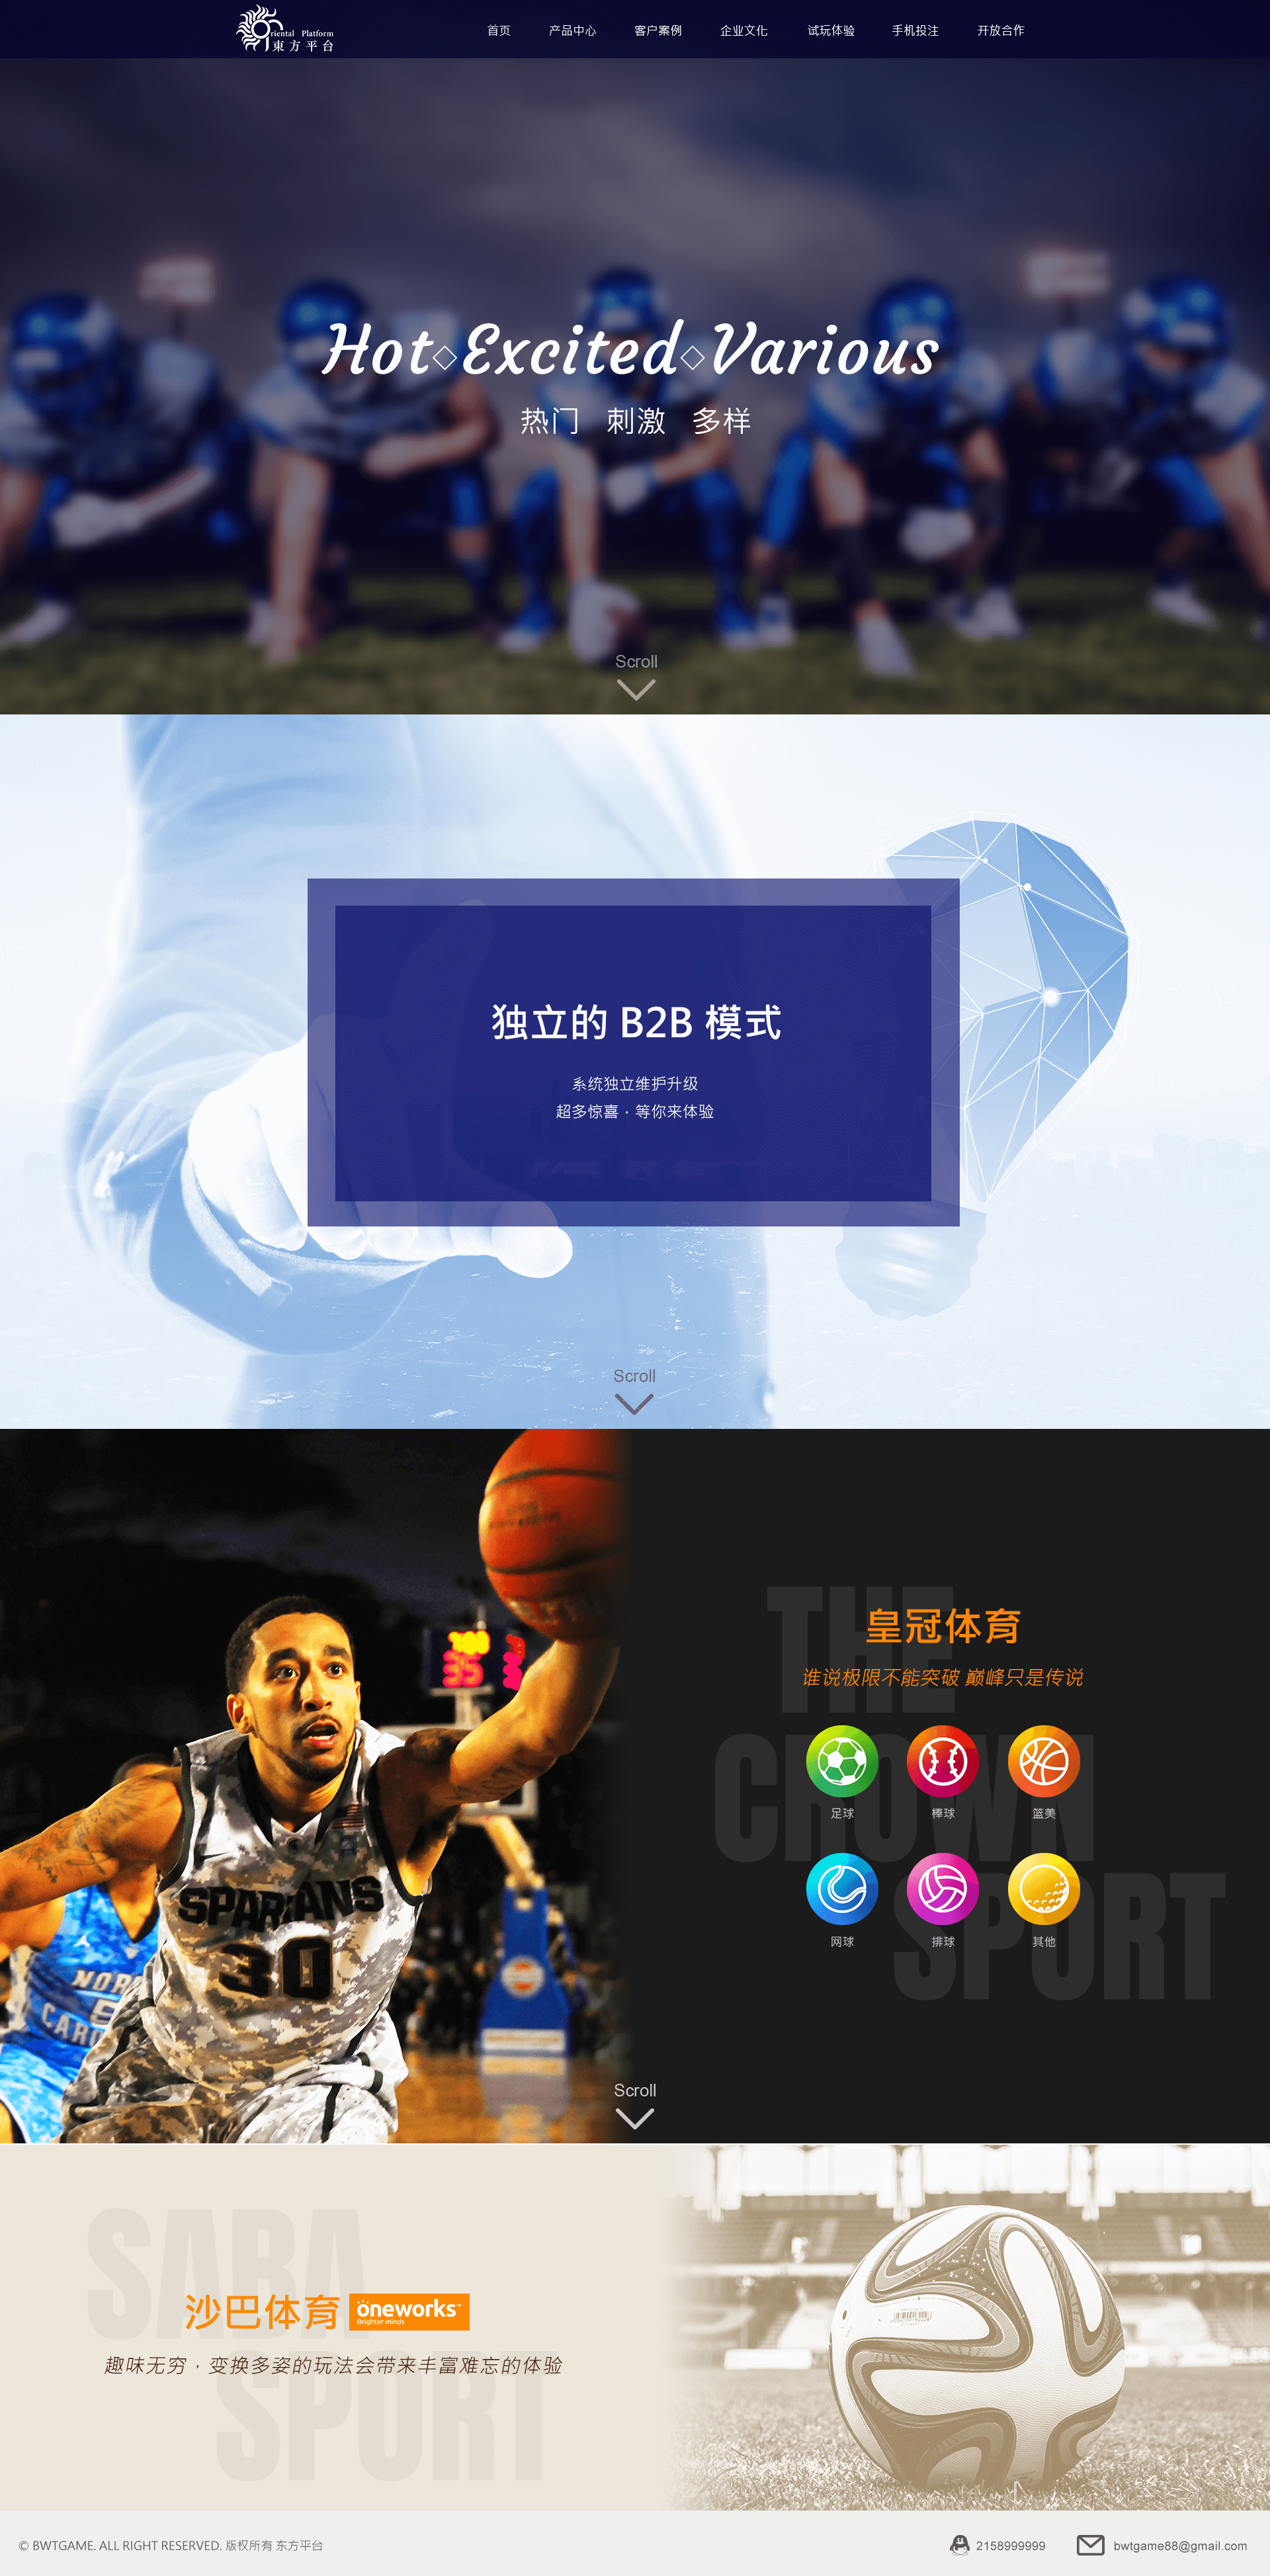 Oriental Platform
東方平台
首页 产品中心 客户案例 企业文化 试玩体验 手机投注 开放合作
Hot◇Excited◇Various
热门 刺激 多样
Scroll
独立的 B2B 模式
系统独立维护升级
超多惊喜 · 等你来体验
Scroll
THE
皇冠体育
谁说极限不能突破 巅峰只是传说
CROWN
足球 棒球 篮美
SPORT
网球 排球 其他
SPARTANS
30
NOR
CAROL
Scroll
SABA
沙巴体育 öneworks™
Brighter minds
趣味无穷 · 变换多姿的玩法会带来丰富难忘的体验
SPORT
© BWTGAME. ALL RIGHT RESERVED. 版权所有 东方平台
2158999999
bwtgame88@gmail.com